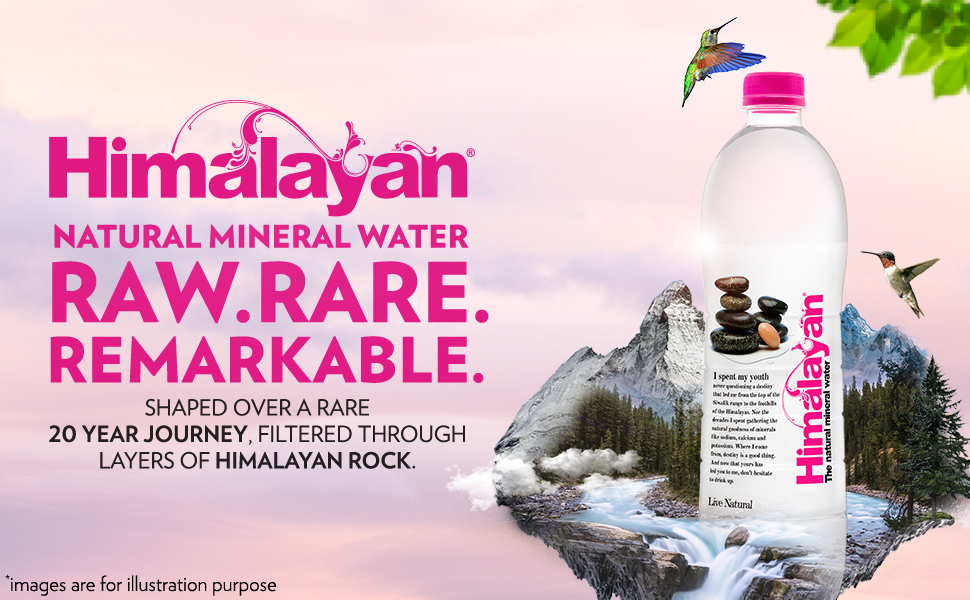 Himalayan®
NATURAL MINERAL WATER
RAW.RARE.
REMARKABLE.
SHAPED OVER A RARE
20 YEAR JOURNEY, FILTERED THROUGH
LAYERS OF HIMALAYAN ROCK.
I spent my youth
never questioning a destiny
that led me from the top of the
Siwalik range to the foothills
of the Himalayas. Nor the
decades I spent gathering the
natural goodness of minerals
like sodium, calcium and
potassium. Where I come
from, destiny is a good thing.
And now that yours has
led you to me, don't hesitate
to drink up.
Live Natural
Himalayan
The natural mineral water
*images are for illustration purpose